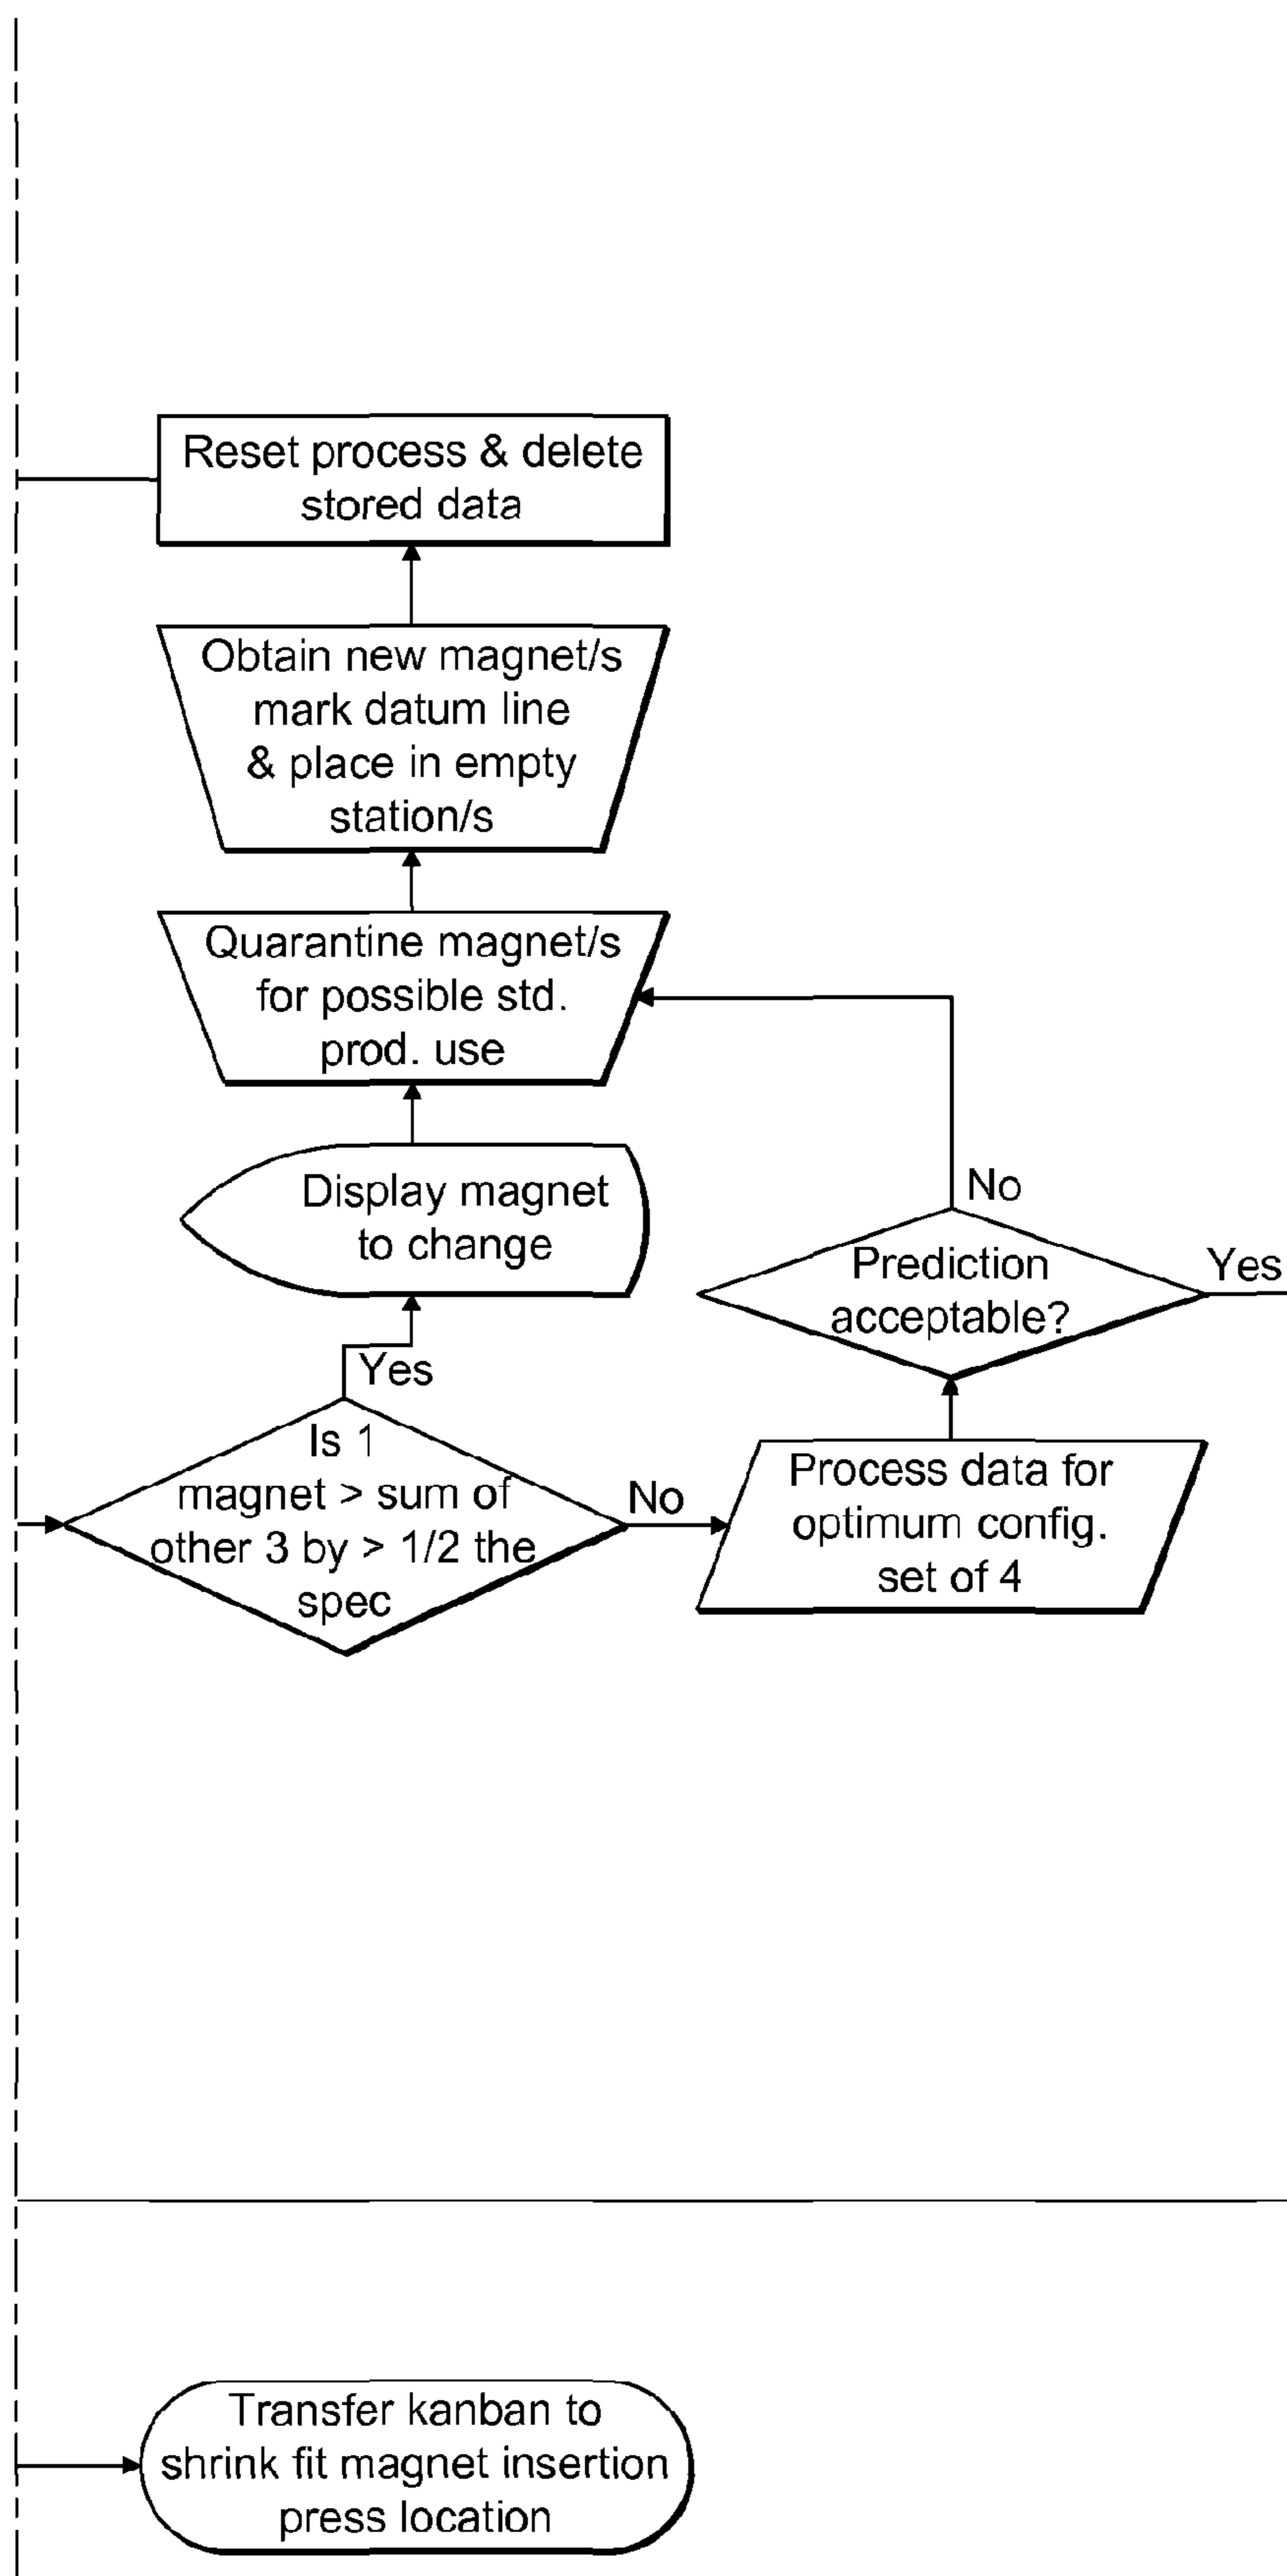 Reset process & delete
stored data
Obtain new magnet/s
mark datum line
& place in empty
station/s
Quarantine magnet/s
for possible std.
prod. use
Display magnet
to change
No
Prediction
acceptable?
Yes
Yes
Is 1
magnet > sum of
other 3 by > 1/2 the
spec
No
Process data for
optimum config.
set of 4
Transfer kanban to
shrink fit magnet insertion
press location